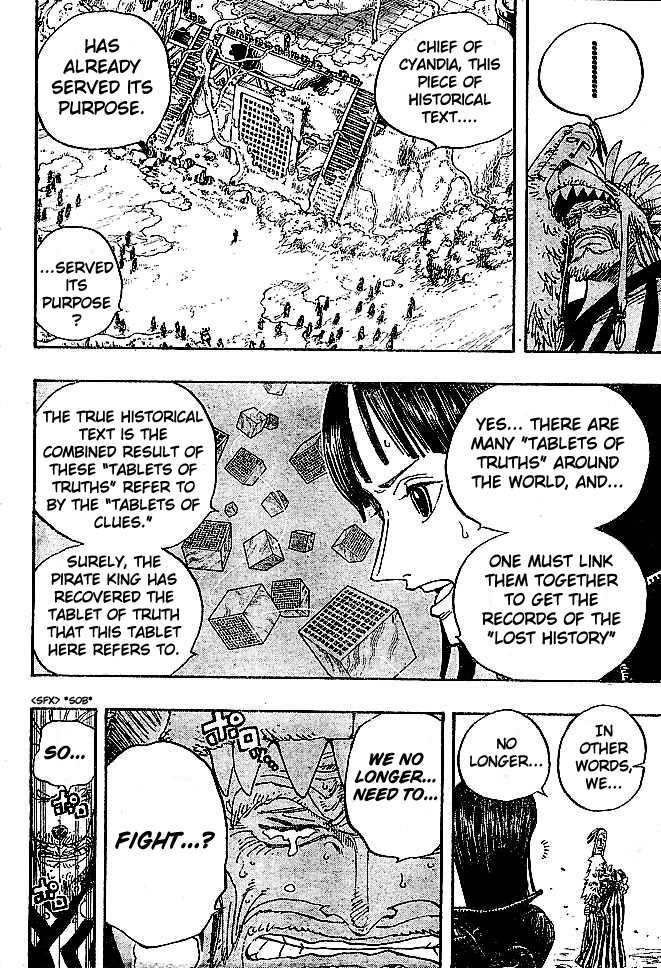 CHIEF OF
CYANDIA, THIS
PIECE OF
HISTORICAL
TEXT....
HAS
ALREADY
SERVED ITS
PURPOSE.
...SERVED
ITS
PURPOSE
?
YES... THERE ARE
MANY "TABLETS OF
TRUTHS" AROUND
THE WORLD, AND...
ONE MUST LINK
THEM TOGETHER
TO GET THE
RECORDS OF THE
"LOST HISTORY"
THE TRUE HISTORICAL
TEXT IS THE
COMBINED RESULT OF
THESE "TABLETS OF
TRUTHS" REFER TO
BY THE "TABLETS OF
CLUES."
SURELY, THE
PIRATE KING HAS
RECOVERED THE
TABLET OF TRUTH
THAT THIS TABLET
HERE REFERS TO.
IN
OTHER
WORDS,
WE...
NO
LONGER...
WE NO
LONGER...
NEED TO...
FIGHT...?
<SFX> *SOB*
SO...